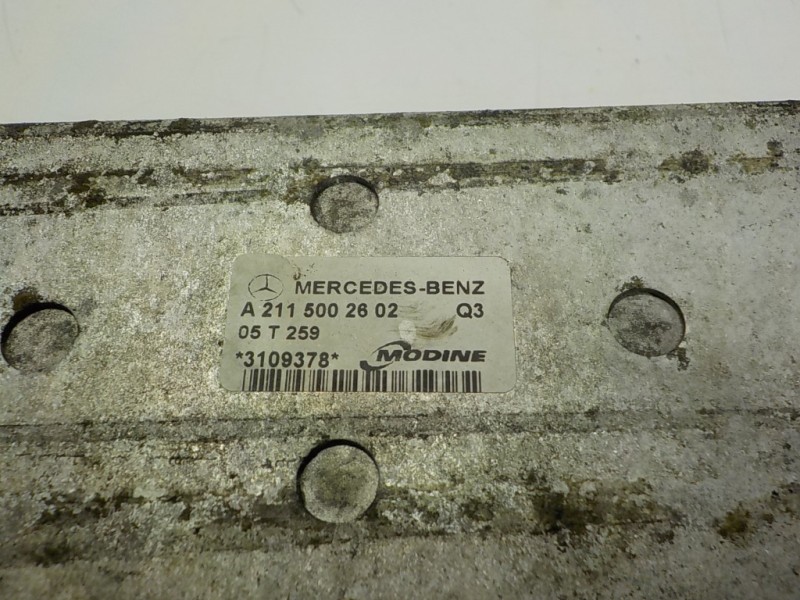 MERCEDES-BENZ
A 211 500 26 02 Q3
05 T 259
*3109378* MODINE